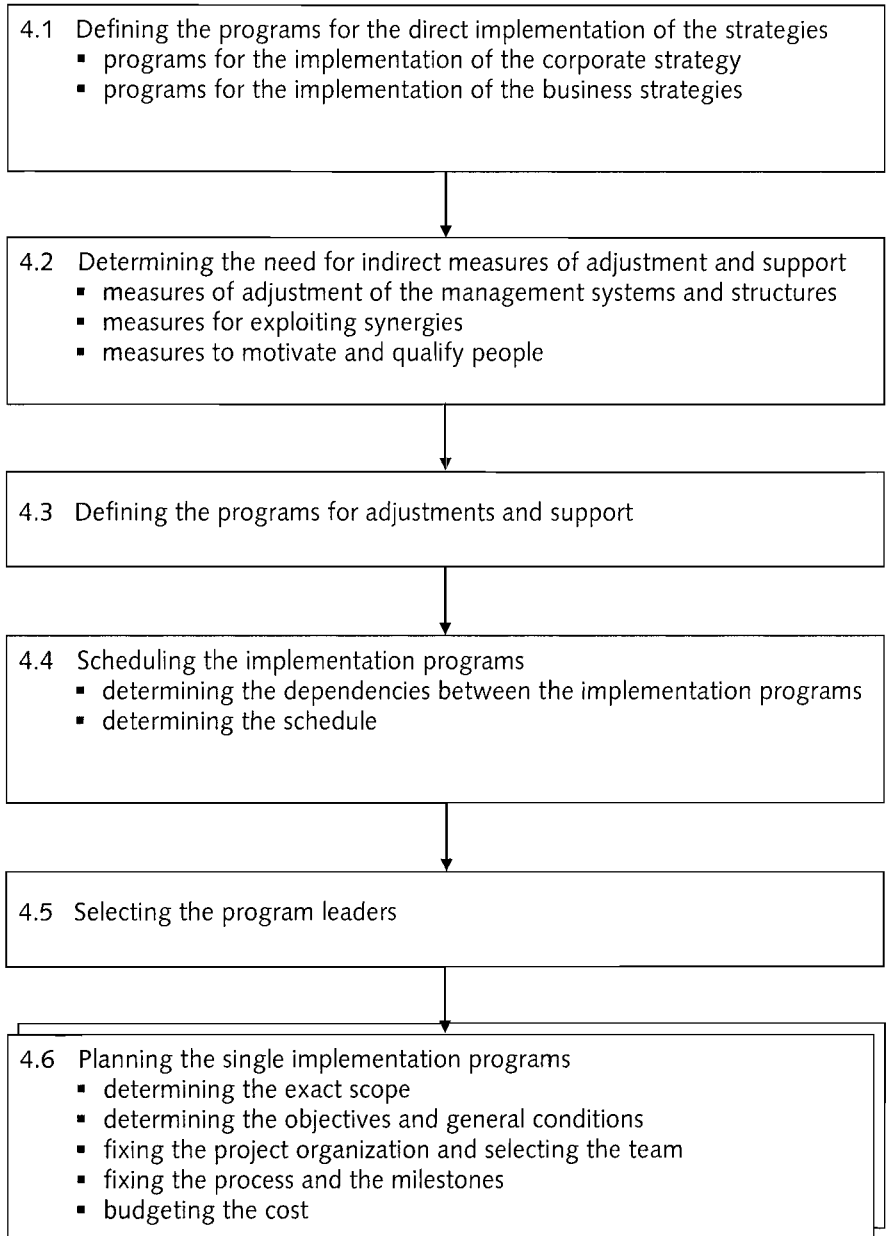 4.1 Defining the programs for the direct implementation of the strategies
▪ programs for the implementation of the corporate strategy
▪ programs for the implementation of the business strategies
4.2 Determining the need for indirect measures of adjustment and support
▪ measures of adjustment of the management systems and structures
▪ measures for exploiting synergies
▪ measures to motivate and qualify people
4.3 Defining the programs for adjustments and support
4.4 Scheduling the implementation programs
▪ determining the dependencies between the implementation programs
▪ determining the schedule
4.5 Selecting the program leaders
4.6 Planning the single implementation programs
▪ determining the exact scope
▪ determining the objectives and general conditions
▪ fixing the project organization and selecting the team
▪ fixing the process and the milestones
▪ budgeting the cost